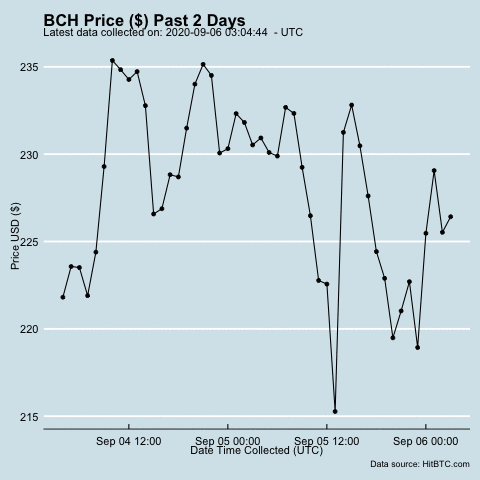 BCH Price ($) Past 2 Days
Latest data collected on: 2020-09-06 03:04:44  - UTC
235
230
225
220
215
Price USD ($)
Sep 04 12:00 Sep 05 00:00 Sep 05 12:00 Sep 06 00:00
Date Time Collected (UTC)
Data source: HitBTC.com